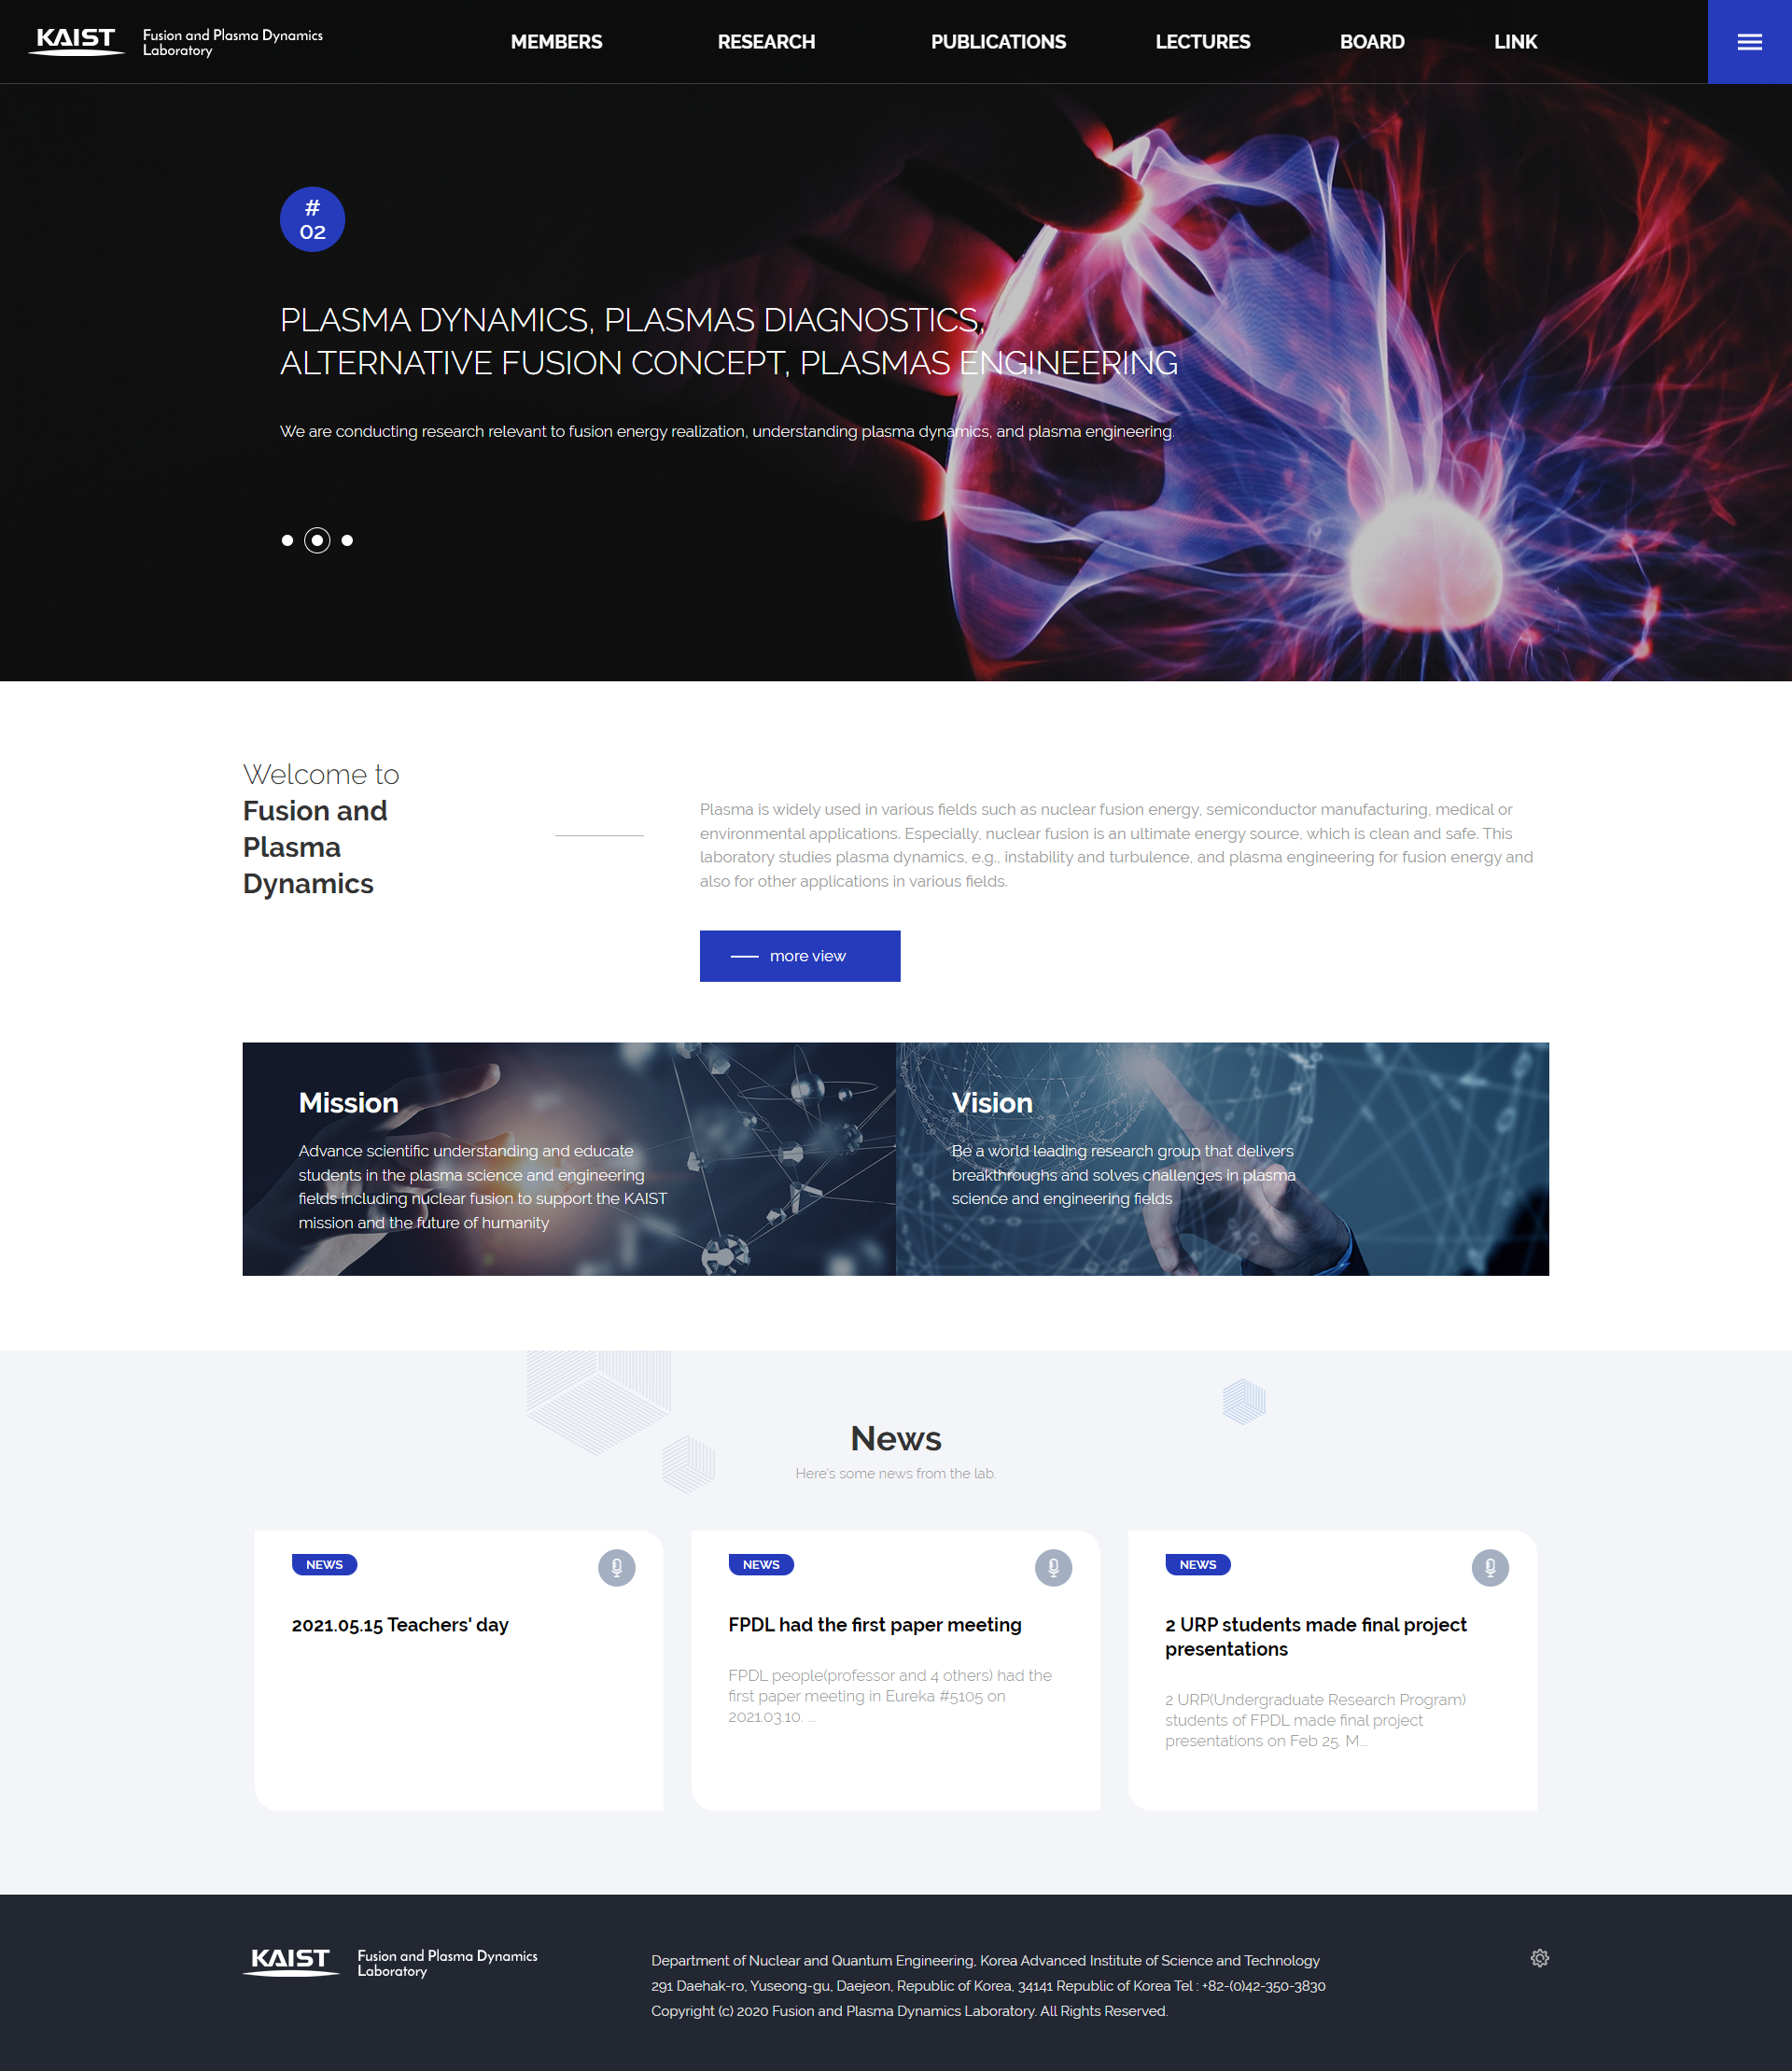 KAIST
Fusion and Plasma Dynamics
Laboratory
MEMBERS
RESEARCH
PUBLICATIONS
LECTURES
BOARD
LINK
#
02
PLASMA DYNAMICS, PLASMAS DIAGNOSTICS,
ALTERNATIVE FUSION CONCEPT, PLASMAS ENGINEERING
We are conducting research relevant to fusion energy realization, understanding plasma dynamics, and plasma engineering.
Welcome to
Fusion and
Plasma
Dynamics
Plasma is widely used in various fields such as nuclear fusion energy, semiconductor manufacturing, medical or
environmental applications. Especially, nuclear fusion is an ultimate energy source, which is clean and safe. This
laboratory studies plasma dynamics, e.g., instability and turbulence, and plasma engineering for fusion energy and
also for other applications in various fields.
more view
Mission
Advance scientific understanding and educate
students in the plasma science and engineering
fields including nuclear fusion to support the KAIST
mission and the future of humanity
Vision
Be a world leading research group that delivers
breakthroughs and solves challenges in plasma
science and engineering fields
News
Here's some news from the lab.
NEWS
2021.05.15 Teachers' day
NEWS
FPDL had the first paper meeting
FPDL people(professor and 4 others) had the
first paper meeting in Eureka #5105 on
2021.03.10. ...
NEWS
2 URP students made final project
presentations
2 URP(Undergraduate Research Program)
students of FPDL made final project
presentations on Feb 25. M...
KAIST
Fusion and Plasma Dynamics
Laboratory
Department of Nuclear and Quantum Engineering, Korea Advanced Institute of Science and Technology
291 Daehak-ro, Yuseong-gu, Daejeon, Republic of Korea, 34141 Republic of Korea Tel : +82-(0)42-350-3830
Copyright (c) 2020 Fusion and Plasma Dynamics Laboratory. All Rights Reserved.